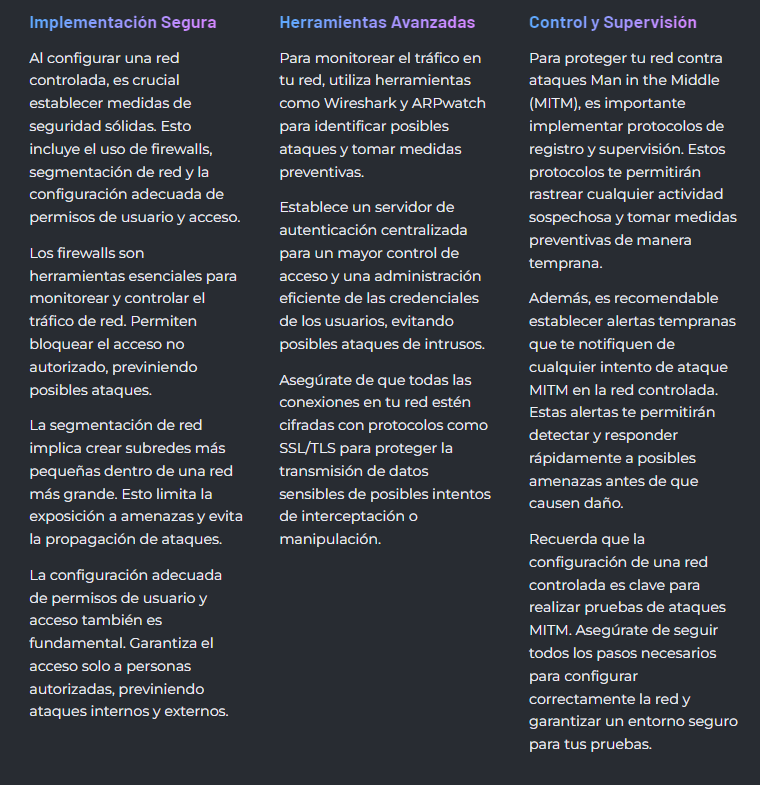 Implementación Segura
Al configurar una red
controlada, es crucial
establecer medidas de
seguridad sólidas. Esto
incluye el uso de firewalls,
segmentación de red y la
configuración adecuada de
permisos de usuario y acceso.
Los firewalls son
herramientas esenciales para
monitorear y controlar el
tráfico de red. Permiten
bloquear el acceso no
autorizado, previniendo
posibles ataques.
La segmentación de red
implica crear subredes más
pequeñas dentro de una red
más grande. Esto limita la
exposición a amenazas y evita
la propagación de ataques.
La configuración adecuada
de permisos de usuario y
acceso también es
fundamental. Garantiza el
acceso solo a personas
autorizadas, previniendo
ataques internos y externos.
Herramientas Avanzadas
Para monitorear el tráfico en
tu red, utiliza herramientas
como Wireshark y ARPwatch
para identificar posibles
ataques y tomar medidas
preventivas.
Establece un servidor de
autenticación centralizada
para un mayor control de
acceso y una administración
eficiente de las credenciales
de los usuarios, evitando
posibles ataques de intrusos.
Asegúrate de que todas las
conexiones en tu red estén
cifradas con protocolos como
SSL/TLS para proteger la
transmisión de datos
sensibles de posibles intentos
de interceptación o
manipulación.
Control y Supervisión
Para proteger tu red contra
ataques Man in the Middle
(MITM), es importante
implementar protocolos de
registro y supervisión. Estos
protocolos te permitirán
rastrear cualquier actividad
sospechosa y tomar medidas
preventivas de manera
temprana.
Además, es recomendable
establecer alertas tempranas
que te notifiquen de
cualquier intento de ataque
MITM en la red controlada.
Estas alertas te permitirán
detectar y responder
rápidamente a posibles
amenazas antes de que
causen daño.
Recuerda que la
configuración de una red
controlada es clave para
realizar pruebas de ataques
MITM. Asegúrate de seguir
todos los pasos necesarios
para configurar
correctamente la red y
garantizar un entorno seguro
para tus pruebas.